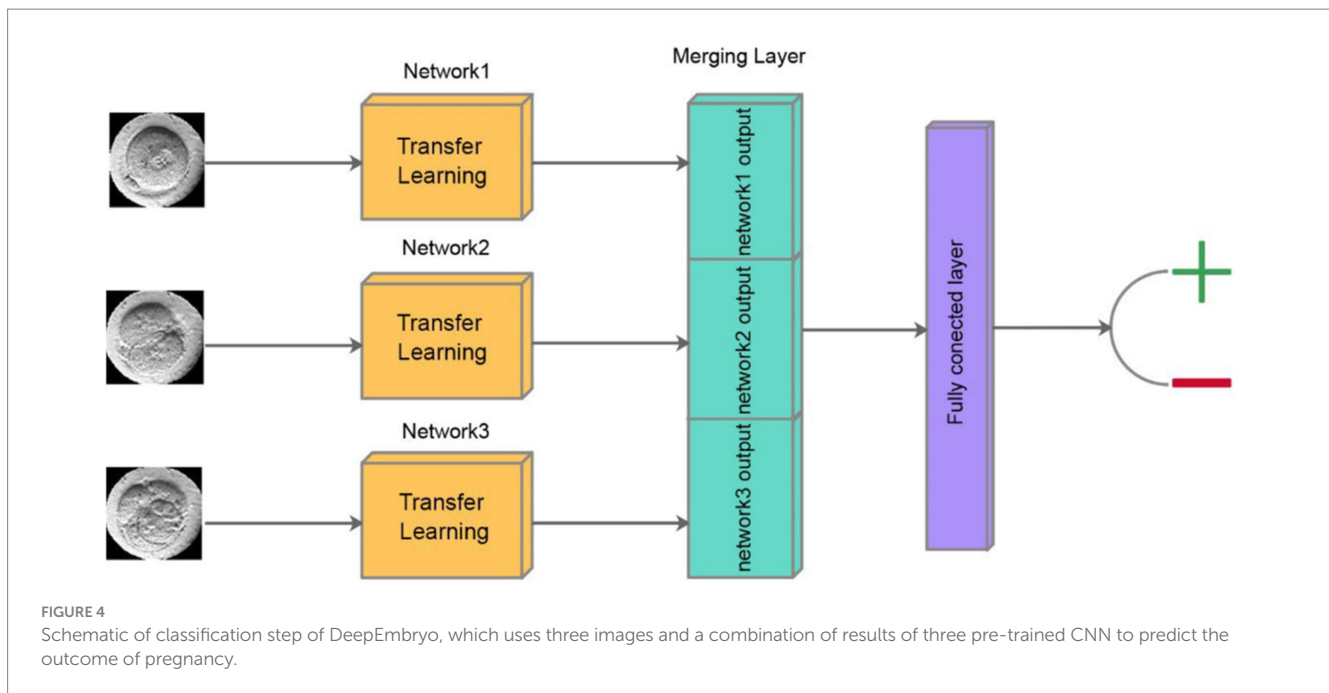 Merging Layer
Network1
Transfer
Learning
network1 output
Network2
Transfer
Learning
network2 output
Network3
Transfer
Learning
network3 output
Fully conected layer
FIGURE 4
Schematic of classification step of DeepEmbryo, which uses three images and a combination of results of three pre-trained CNN to predict the
outcome of pregnancy.